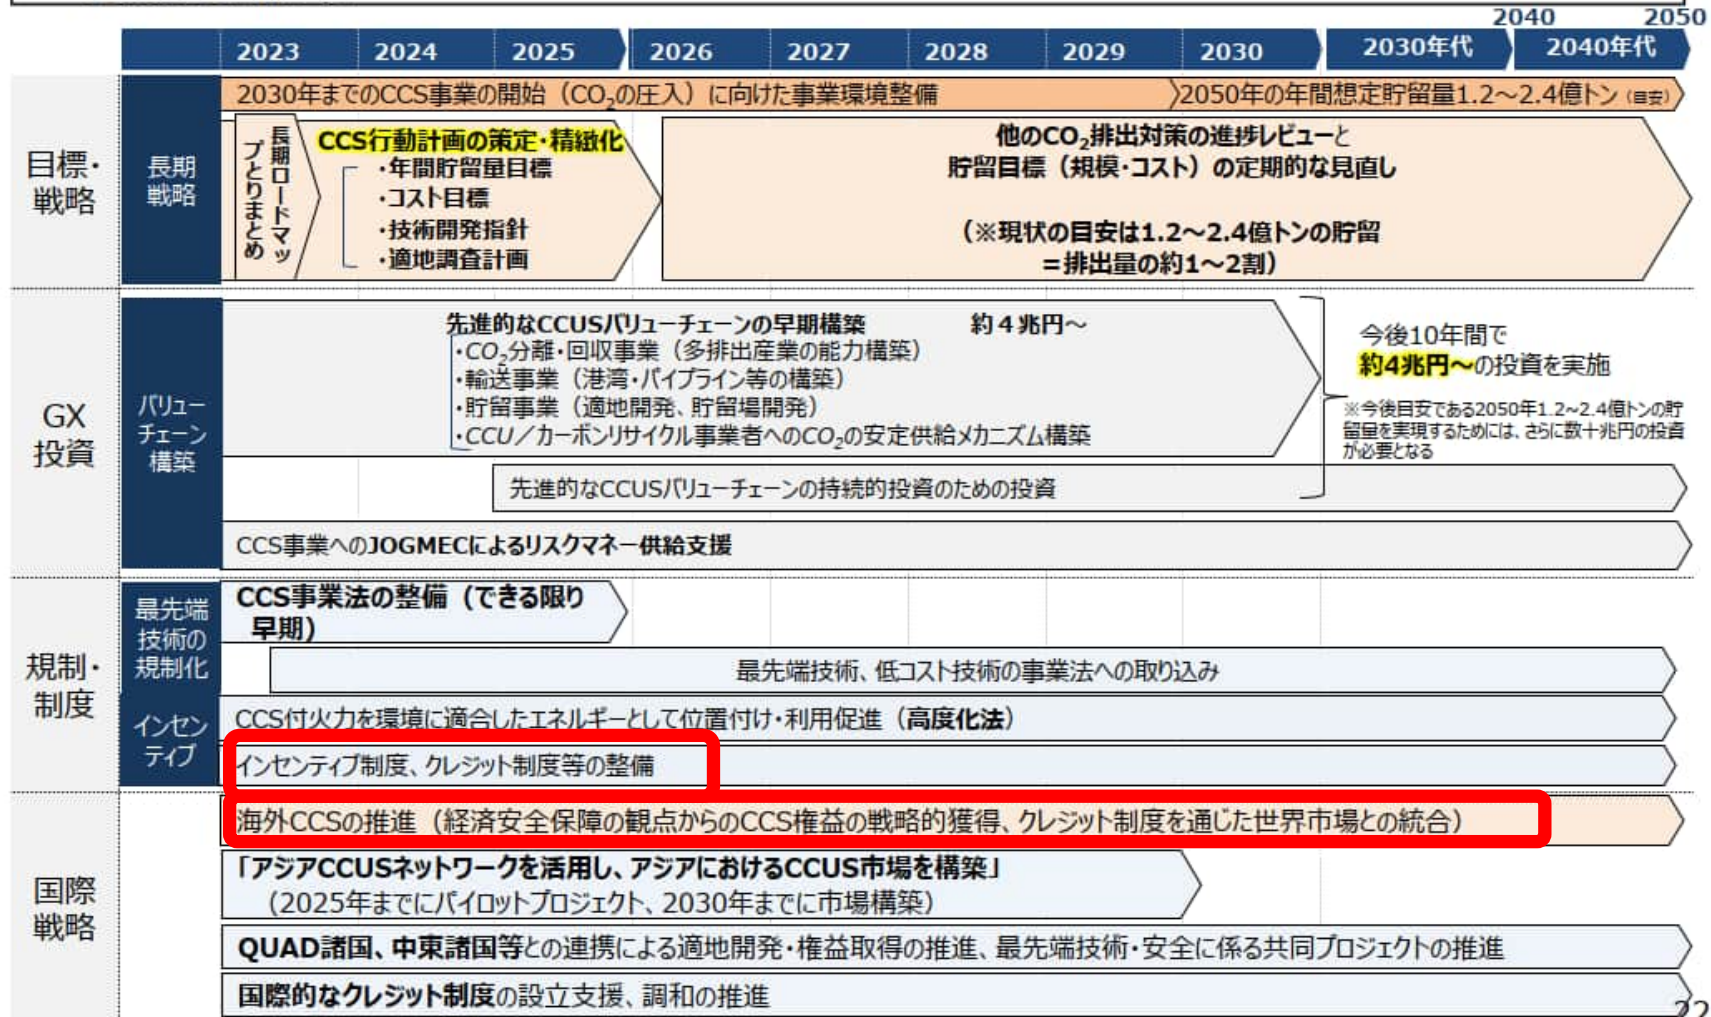 2040
2050
2023
2024
2025
2026
2027
2028
2029
2030
2030年代
2040年代
目標・
戦略
長期
戦略
2030年までのCCS事業の開始（CO2の圧入）に向けた事業環境整備
2050年の年間想定貯留量1.2～2.4億トン（目安）
長期ロードマッ
プとりまとめ
CCS行動計画の策定・精緻化
・年間貯留量目標
・コスト目標
・技術開発指針
・適地調査計画
他のCO2排出対策の進捗レビューと
貯留目標（規模・コスト）の定期的な見直し
（※現状の目安は1.2～2.4億トンの貯留
＝排出量の約1～2割）
GX
投資
バリュー
チェーン
構築
先進的なCCUSバリューチェーンの早期構築　約４兆円～
・CO2分離・回収事業（多排出産業の能力構築）
・輸送事業（港湾・パイプライン等の構築）
・貯留事業（適地開発、貯留場開発）
・CCU／カーボンリサイクル事業者へのCO2の安定供給メカニズム構築
今後10年間で
約4兆円～の投資を実施
※今後目安である2050年1.2~2.4億トンの貯
留量を実現するためには、さらに数十兆円の投資
が必要となる
先進的なCCUSバリューチェーンの持続的投資のための投資
CCS事業へのJOGMECによるリスクマネー供給支援
規制・
制度
最先端
技術の
規制化
CCS事業法の整備（できる限り
早期）
最先端技術、低コスト技術の事業法への取り込み
インセン
ティブ
CCS付火力を環境に適合したエネルギーとして位置付け・利用促進（高度化法）
インセンティブ制度、クレジット制度等の整備
国際
戦略
海外CCSの推進（経済安全保障の観点からのCCS権益の戦略的獲得、クレジット制度を通じた世界市場との統合）
「アジアCCUSネットワークを活用し、アジアにおけるCCUS市場を構築」
（2025年までにパイロットプロジェクト、2030年までに市場構築）
QUAD諸国、中東諸国等との連携による適地開発・権益取得の推進、最先端技術・安全に係る共同プロジェクトの推進
国際的なクレジット制度の設立支援、調和の推進
22